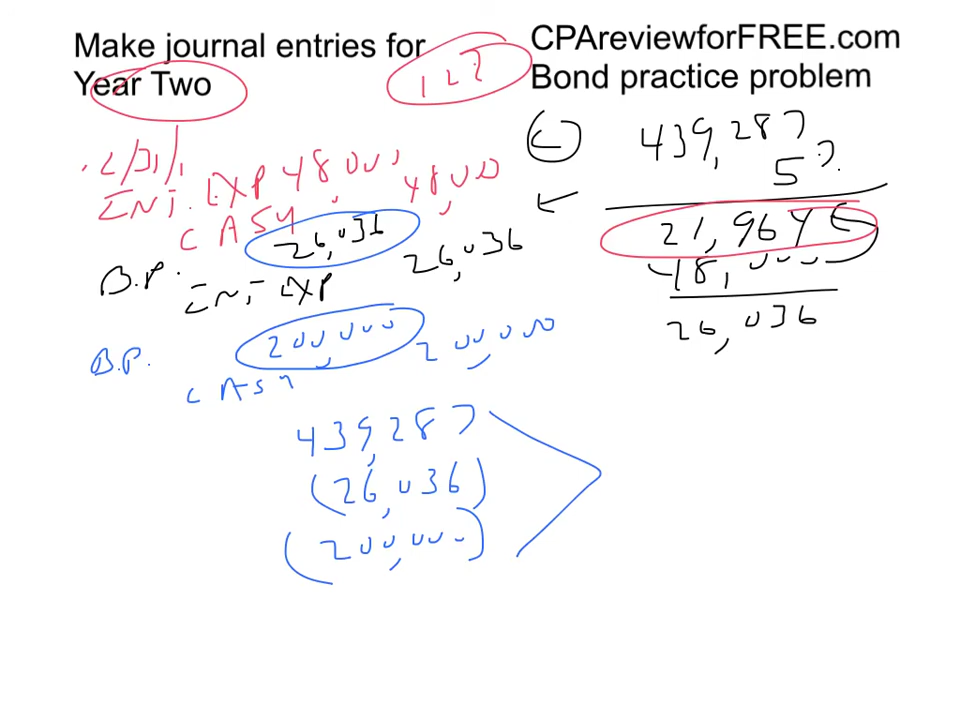 Make journal entries for
Year Two
CPAreviewforFREE.com
Bond practice problem
12/31/1
INT. EXP 48000 48,000
CASH
B.P. 26,036
INT EXP 26,036
B.P. 200,000
CASH 200,000
439,287
(26,036)
(200,000)
439,287
5%
21,964
48,000
26,036